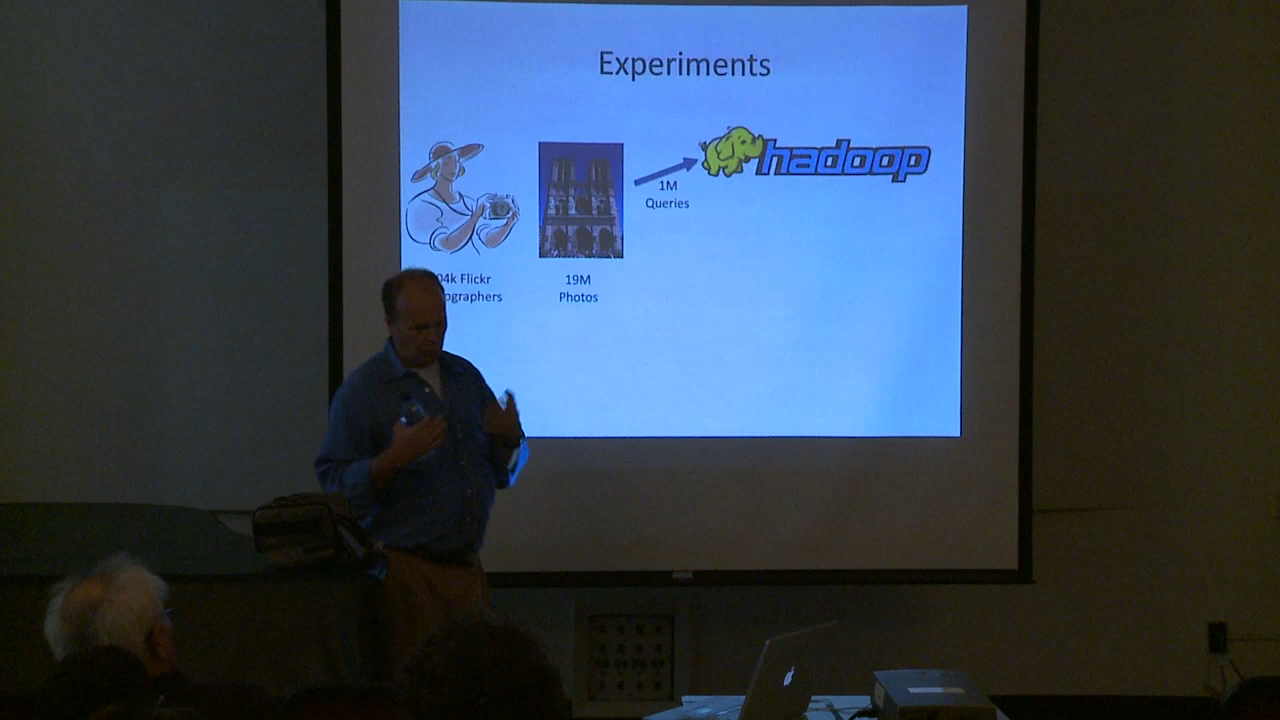 Experiments
hadoop
1M
Queries
04k Flickr
ographers
19M
Photos